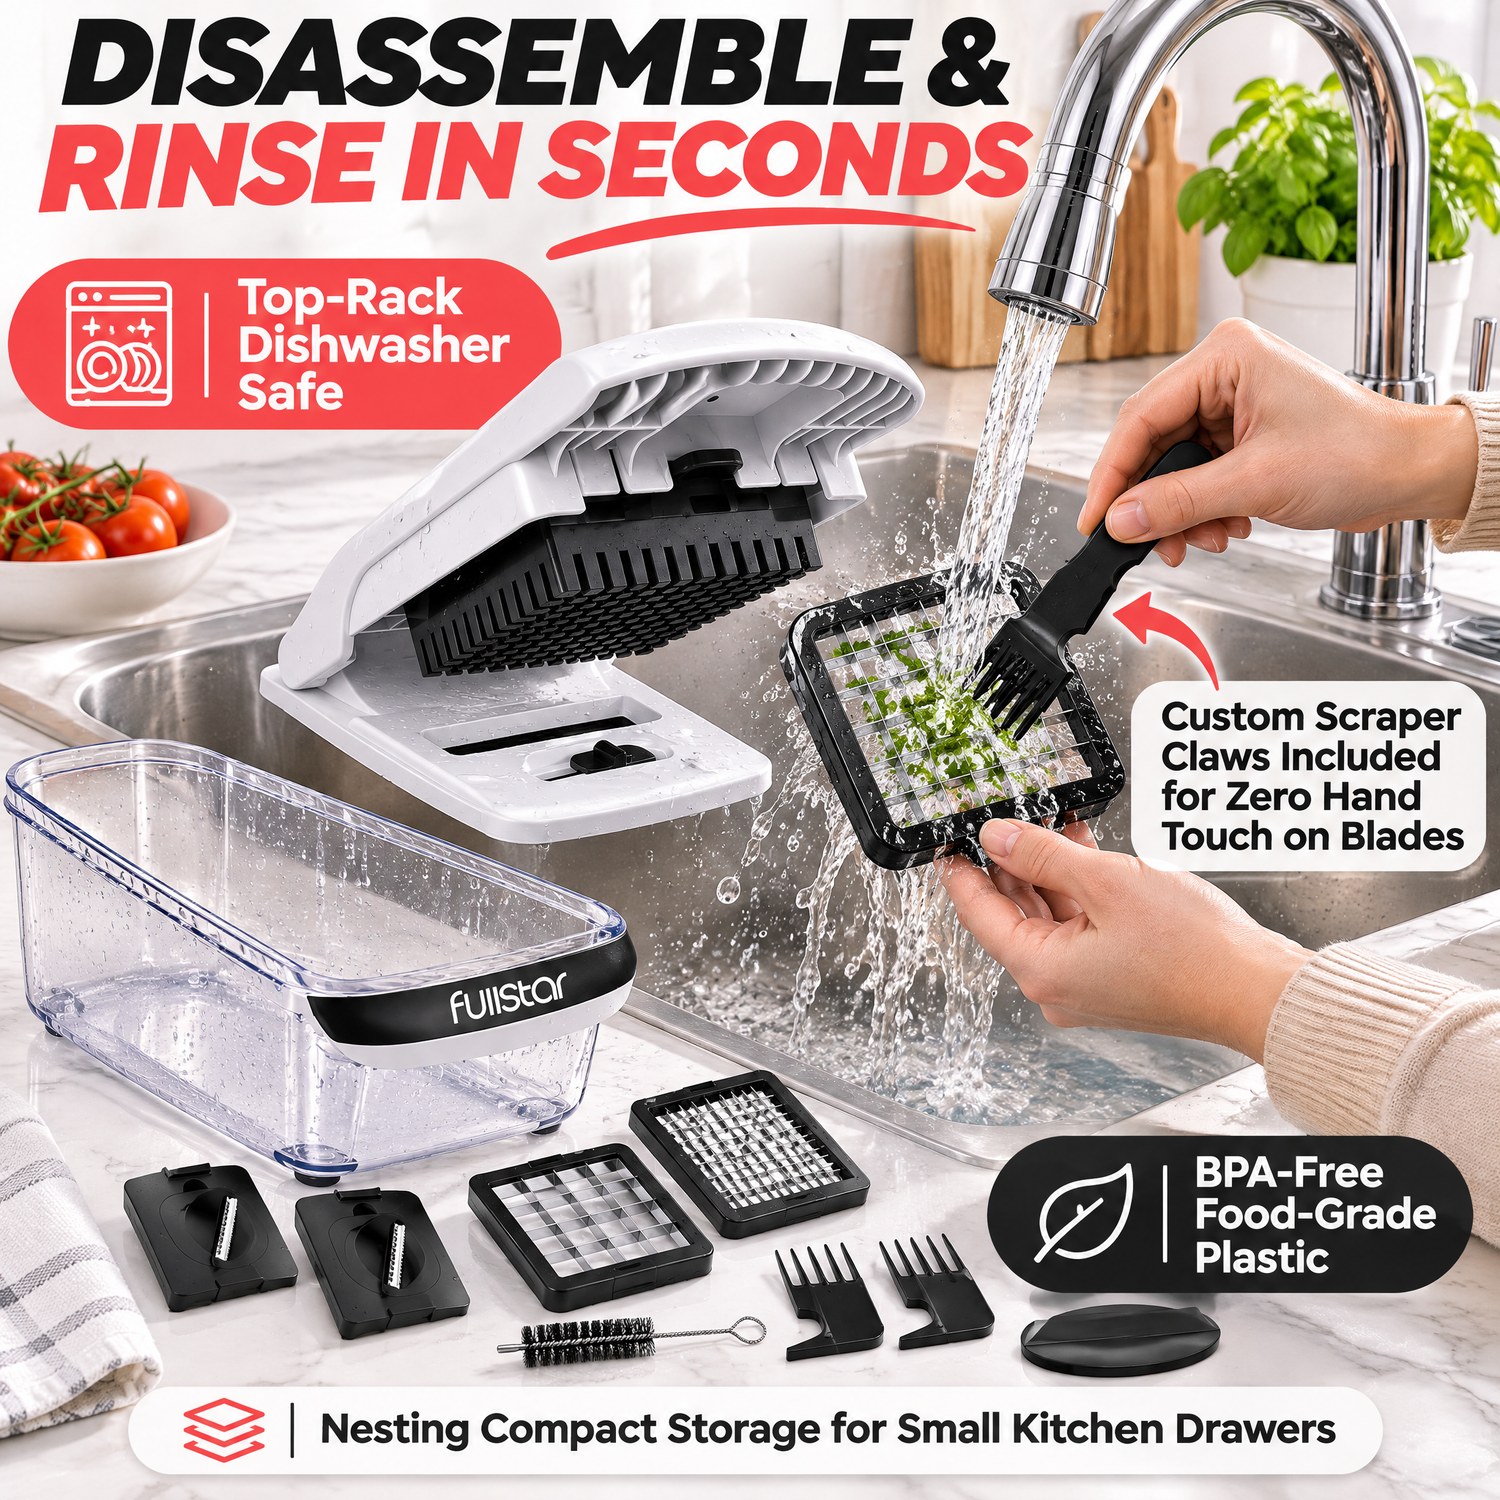 DISASSEMBLE &
RINSE IN SECONDS
Top-Rack
Dishwasher
Safe
Custom Scraper
Claws Included
for Zero Hand
Touch on Blades
fullstar
BPA-Free
Food-Grade
Plastic
Nesting Compact Storage for Small Kitchen Drawers